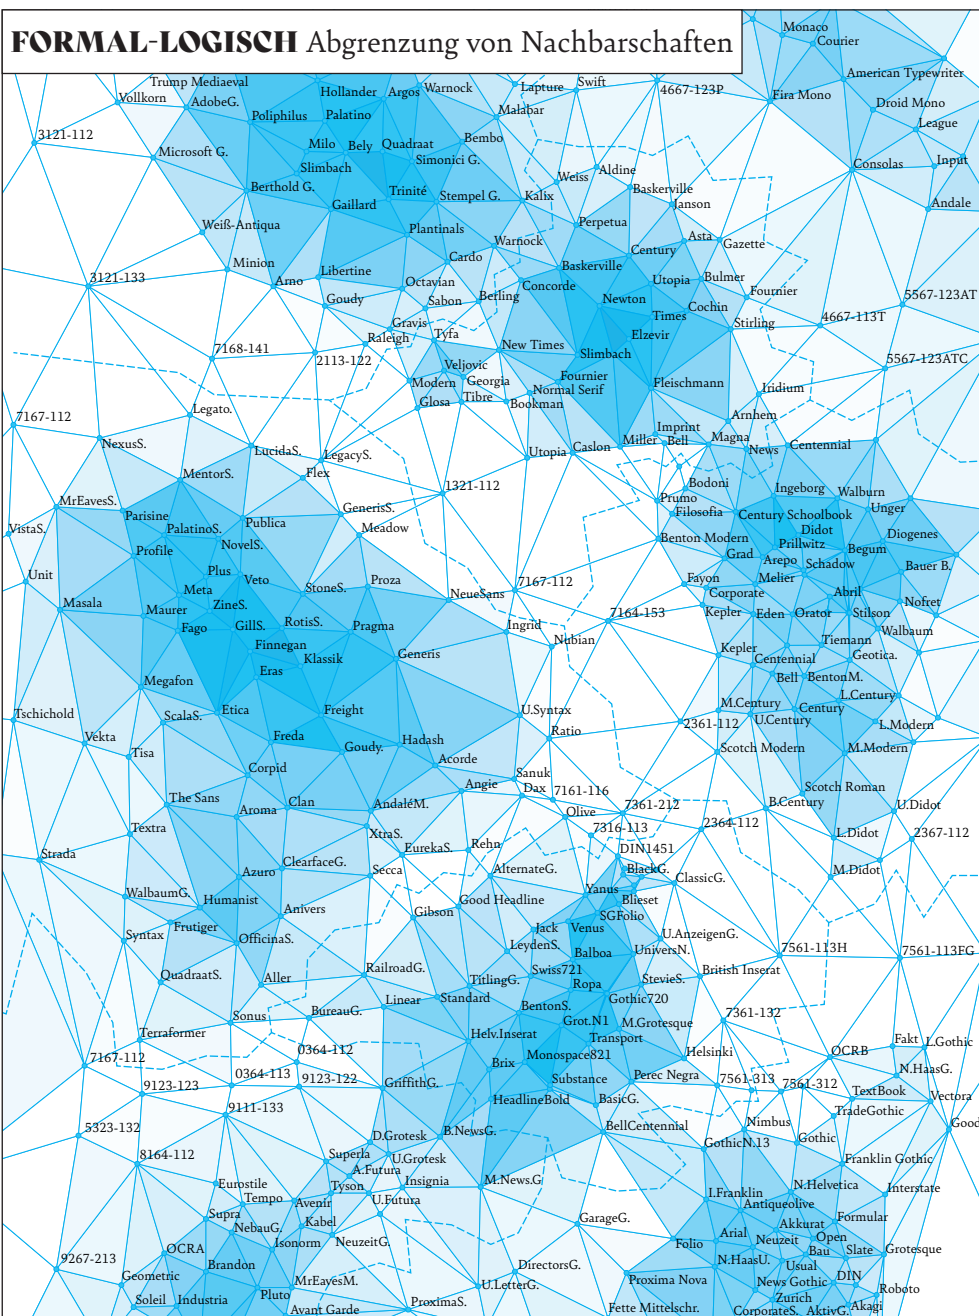 FORMAL-LOGISCH Abgrenzung von Nachbarschaften
Monaco
Courier
American Typewriter
Trump Mediaeval
Vollkorn
AdobeG.
Hollander
Argos
Warnock
Lapture
Swift
4667-123P
Fira Mono
Droid Mono
League
Poliphilus
Palatino
Malabar
3121-112
Microsoft G.
Milo
Bely
Quadraat
Bembo
Simonici G.
Slimbach
Consolas
Input
Berthold G.
Trinité
Stempel G.
Kalix
Weiss
Aldine
Baskerville
Janson
Andale
Gaillard
Weiß-Antiqua
Plantinals
Perpetua
Warnock
Century
Asta
Gazette
Minion
Libertine
Cardo
Baskerville
3121-133
Arno
Octavian
Concorde
Utopia
Bulmer
Goudy
Sabon
Berling
Newton
Cochin
Fournier
5567-123AT
Gravis
Times
Stirling
4667-113T
Raleigh
Tyfa
Elzevir
7168-141
2113-122
New Times
Slimbach
5567-123ATC
Veljovic
Modern
Georgia
Fournier
Normal Serif
Fleischmann
Iridium
Glosa
Tibre
Bookman
7167-112
Legato.
Arnhem
Imprint
NexusS.
LucidaS.
LegacyS.
Utopia
Caslon
Miller
Bell
Magna
News
Centennial
MentorS.
Flex
1321-112
Bodoni
Ingeborg
Walburn
MrEavesS.
Prumo
Unger
Parisine
GenerisS.
Filosofia
Century Schoolbook
VistaS.
PalatinoS.
Publica
Meadow
Didot
Diogenes
Profile
NovelS.
Benton Modern
Prillwitz
Begum
Grad
Arepo
Schadow
Bauer B.
Unit
Plus
Veto
Proza
Fayon
Melier
Meta
StoneS.
NeueSans
7167-112
Corporate
Abril
Masala
Maurer
ZineS.
7164-153
Kepler
Eden
Orator
Stilson
Nofret
Fago
GillS.
RotisS.
Pragma
Ingrid
Walbaum
Finnegan
Nubian
Kepler
Tiemann
Klassik
Generis
Centennial
Geotica.
Eras
Bell
BentonM.
Megafon
M.Century
L.Century
Tschichold
ScalaS.
Etica
Freight
U.Syntax
2361-112
U.Century
Century
L.Modern
Vekta
Freda
Goudy.
Hadash
Ratio
Scotch Modern
M.Modern
Tisa
Corpid
Acorde
Sanuk
Angie
Dax
7161-116
Scotch Roman
The Sans
Aroma
Clan
AndaléM.
Olive
7361-212
B.Century
U.Didot
Textra
XtraS.
7316-113
2364-112
L.Didot
2367-112
Strada
EurekaS.
Rehn
DIN1451
ClearfaceG.
Azuro
Secca
AlternateG.
BlackG.
ClassicG.
M.Didot
WalbaumG.
Humanist
Yanus
Anivers
Gibson
Good Headline
Blieset
SGFolio
Frutiger
Jack
Venus
Syntax
OfficinaS.
LeydenS.
Balboa
U.AnzeigenG.
UniversN.
7561-113H
7561-113FG
QuadraatS.
Aller
RailroadG.
TitlingG.
Swiss721
StevieS.
British Inserat
Ropa
Linear
Standard
BentonS.
Gothic720
Terraformer
Sonus
BureauG.
Grot.N1
M.Grotesque
7361-132
Helv.Inserat
Transport
Fakt
L.Gothic
7167-112
0364-112
Monospace821
Helsinki
OCRB
Brix
N.HaasG.
9123-123
0364-113
9123-122
GriffithG.
Substance
Perec Negra
7561-313
7561-312
TextBook
Vectora
HeadlineBold
BasicG.
9111-133
TradeGothic
5323-132
D.Grotesk
B.NewsG.
BellCentennial
Nimbus
Good
GothicN.13
Gothic
8164-112
Superla
U.Grotesk
Franklin Gothic
A.Futura
Eurostile
Tyson
Insignia
M.News.G
N.Helvetica
Interstate
Tempo
Avenir
U.Futura
I.Franklin
Antiqueolive
Supra
NebauG.
Kabel
GarageG.
Akkurat
Formular
Isonorm
NeuzeitG.
Folio
Arial
Neuzeit
Open
OCRA
Bau
Slate
Grotesque
9267-213
Brandon
DirectorsG.
N.HaasU.
Usual
Geometric
MrEavesM.
U.LetterG.
Proxima Nova
News Gothic
DIN
Roboto
Soleil
Industria
Pluto
Avant Garde
ProximaS.
Fette Mittelschr.
Zurich
CorporateS.
AktivG.
Akagi